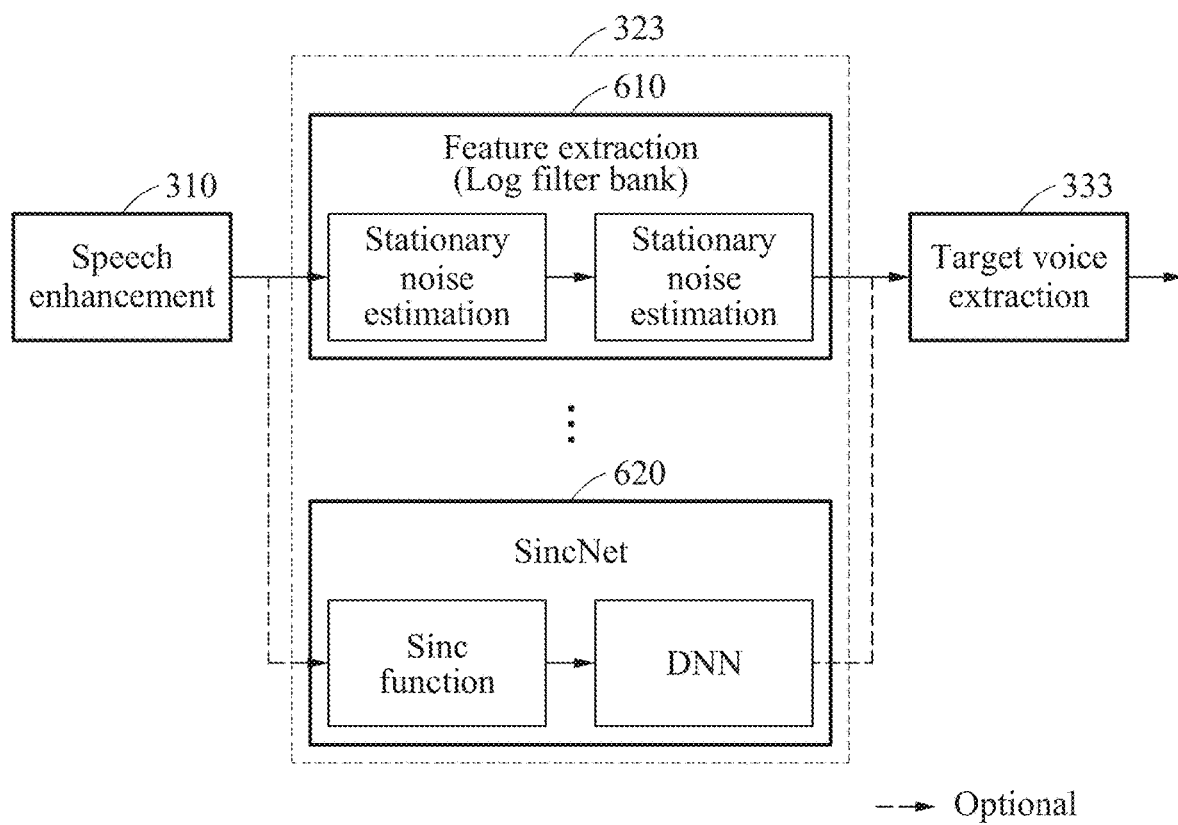 323
610
Feature extraction
(Log filter bank)
310
333
Speech
enhancement
Stationary
noise
estimation
Stationary
noise
estimation
Target voice
extraction
620
SincNet
Sinc
function
DNN
Optional